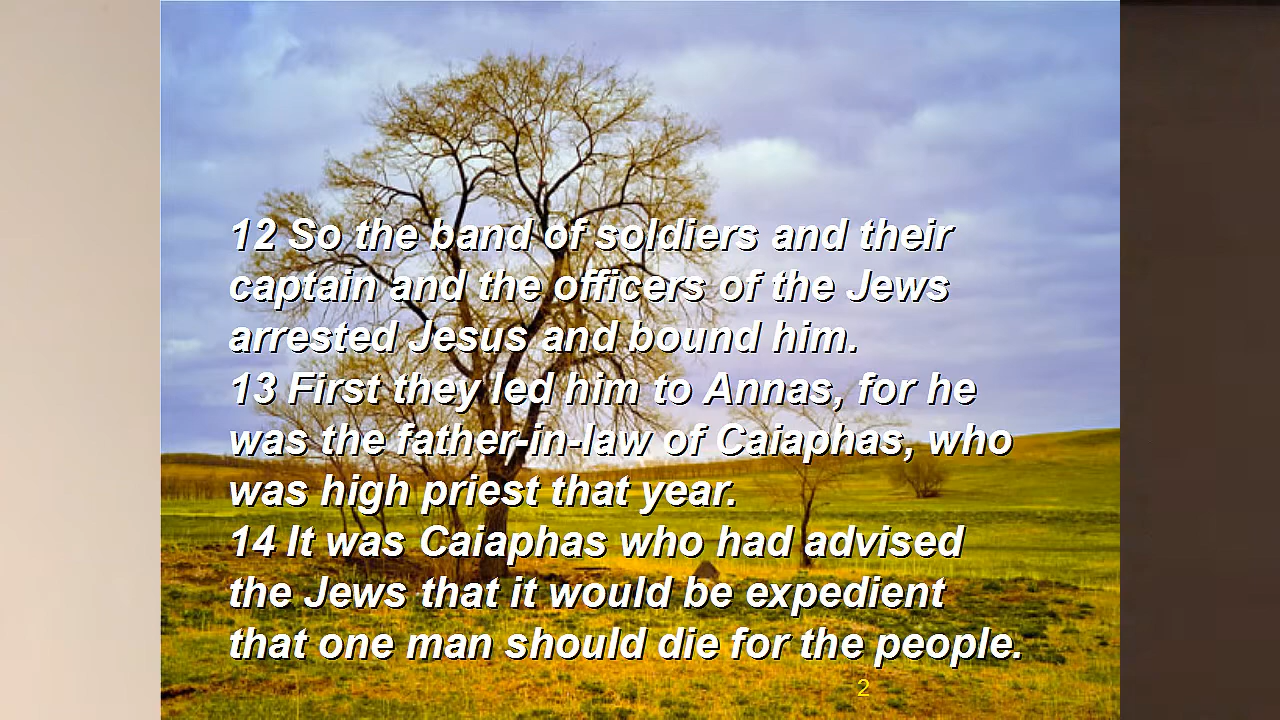 12 So the band of soldiers and their
captain and the officers of the Jews
arrested Jesus and bound him.
13 First they led him to Annas, for he
was the father-in-law of Caiaphas, who
was high priest that year.
14 It was Caiaphas who had advised
the Jews that it would be expedient
that one man should die for the people.
2